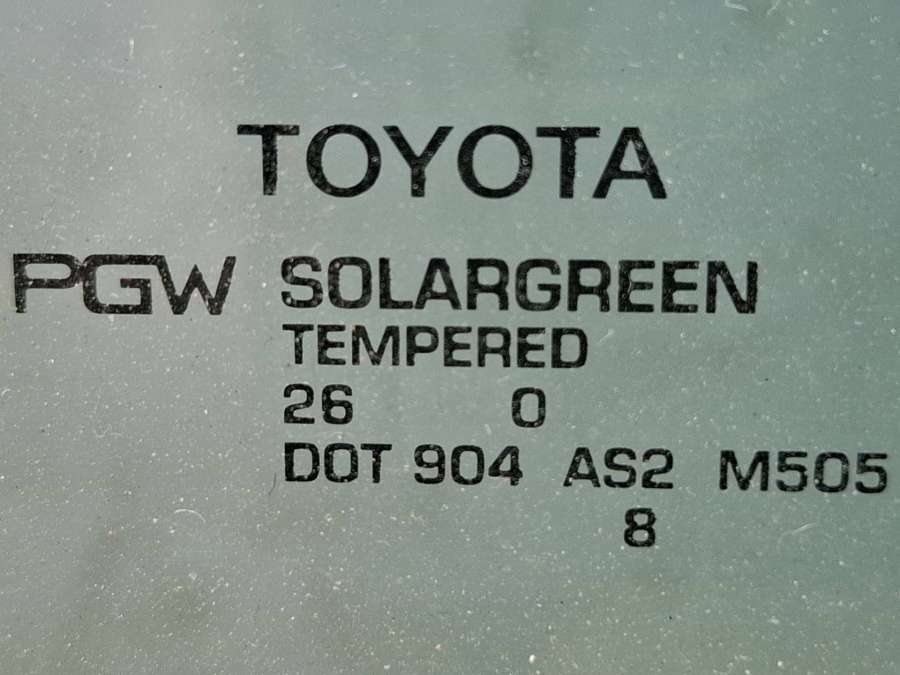 TOYOTA
PGW SOLARGREEN
TEMPERED
26 0
DOT 904 AS2 M505
8